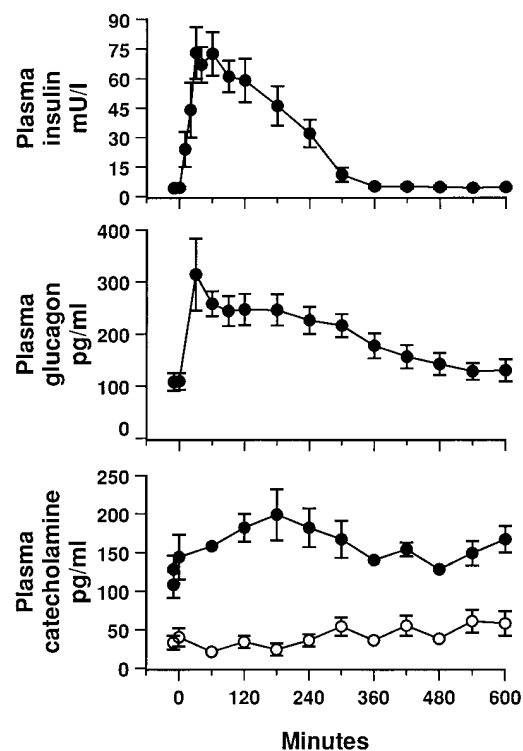 Plasma
insulin
mU/l
90
75
60
45
30
15
0
Plasma
glucagon
pg/ml
400
300
200
100
0
Plasma
catecholamine
pg/ml
250
200
150
100
50
0
0 120 240 360 480 600
Minutes